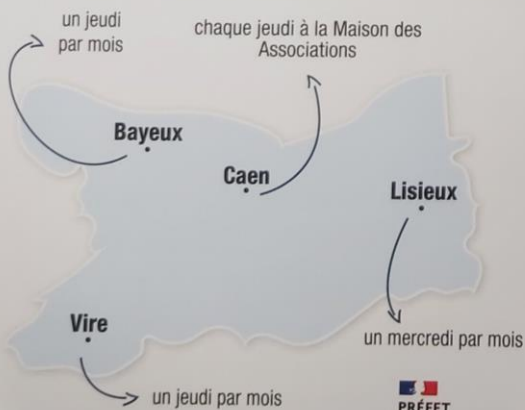 un jeudi
par mois
chaque jeudi à la Maison des
Associations
Bayeux
Caen
Lisieux
Vire
un mercredi par mois
un jeudi par mois
PRÉFET